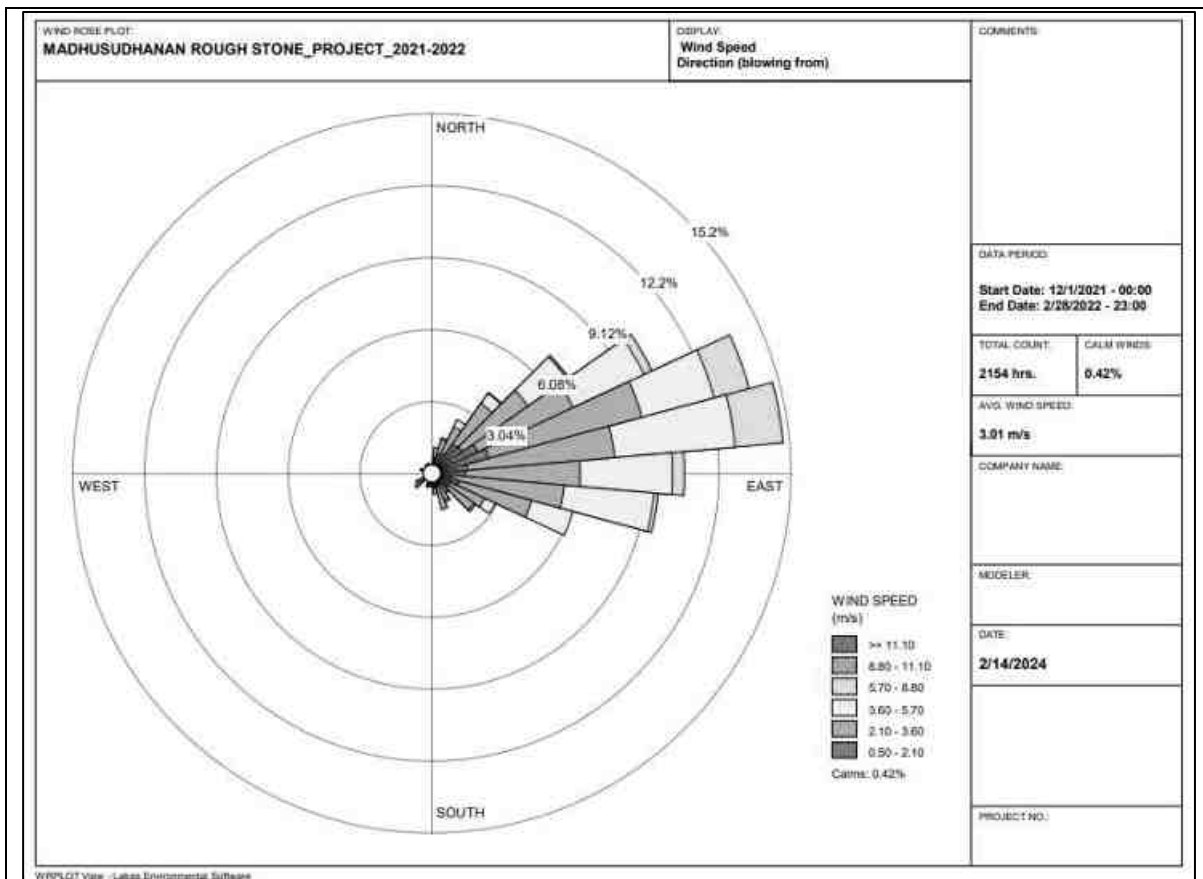 WIND ROSE PLOT:
MADHUSUDHANAN ROUGH STONE_PROJECT_2021-2022
DISPLAY:
Wind Speed
Direction (blowing from)
COMMENTS:
NORTH
15.2%
12.2%
9.12%
6.08%
3.04%
WEST
EAST
SOUTH
WIND SPEED
(m/s)
>= 11.10
8.80 - 11.10
5.70 - 8.80
3.60 - 5.70
2.10 - 3.60
0.50 - 2.10
Calms: 0.42%
DATA PERIOD:
Start Date: 12/1/2021 - 00:00
End Date: 2/28/2022 - 23:00
TOTAL COUNT:
2154 hrs.
CALM WINDS:
0.42%
AVG. WIND SPEED:
3.01 m/s
COMPANY NAME:
MODELER:
DATE:
2/14/2024
PROJECT NO.:
WRPLOT View - Lakes Environmental Software